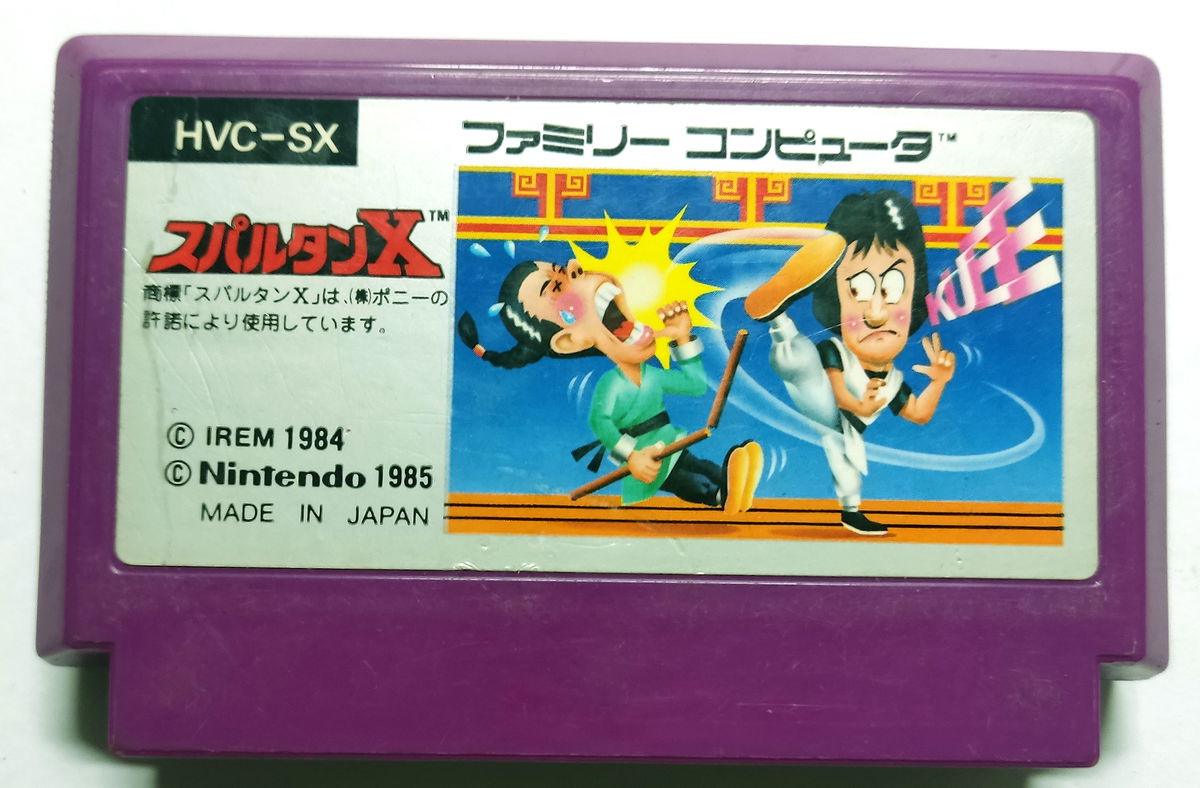 HVC-SX
ファミリー コンピュータ™
スパルタンX™
商標「スパルタンX」は、(株)ポニーの
許諾により使用しています。
KUEEE
© IREM 1984
© Nintendo 1985
MADE IN JAPAN